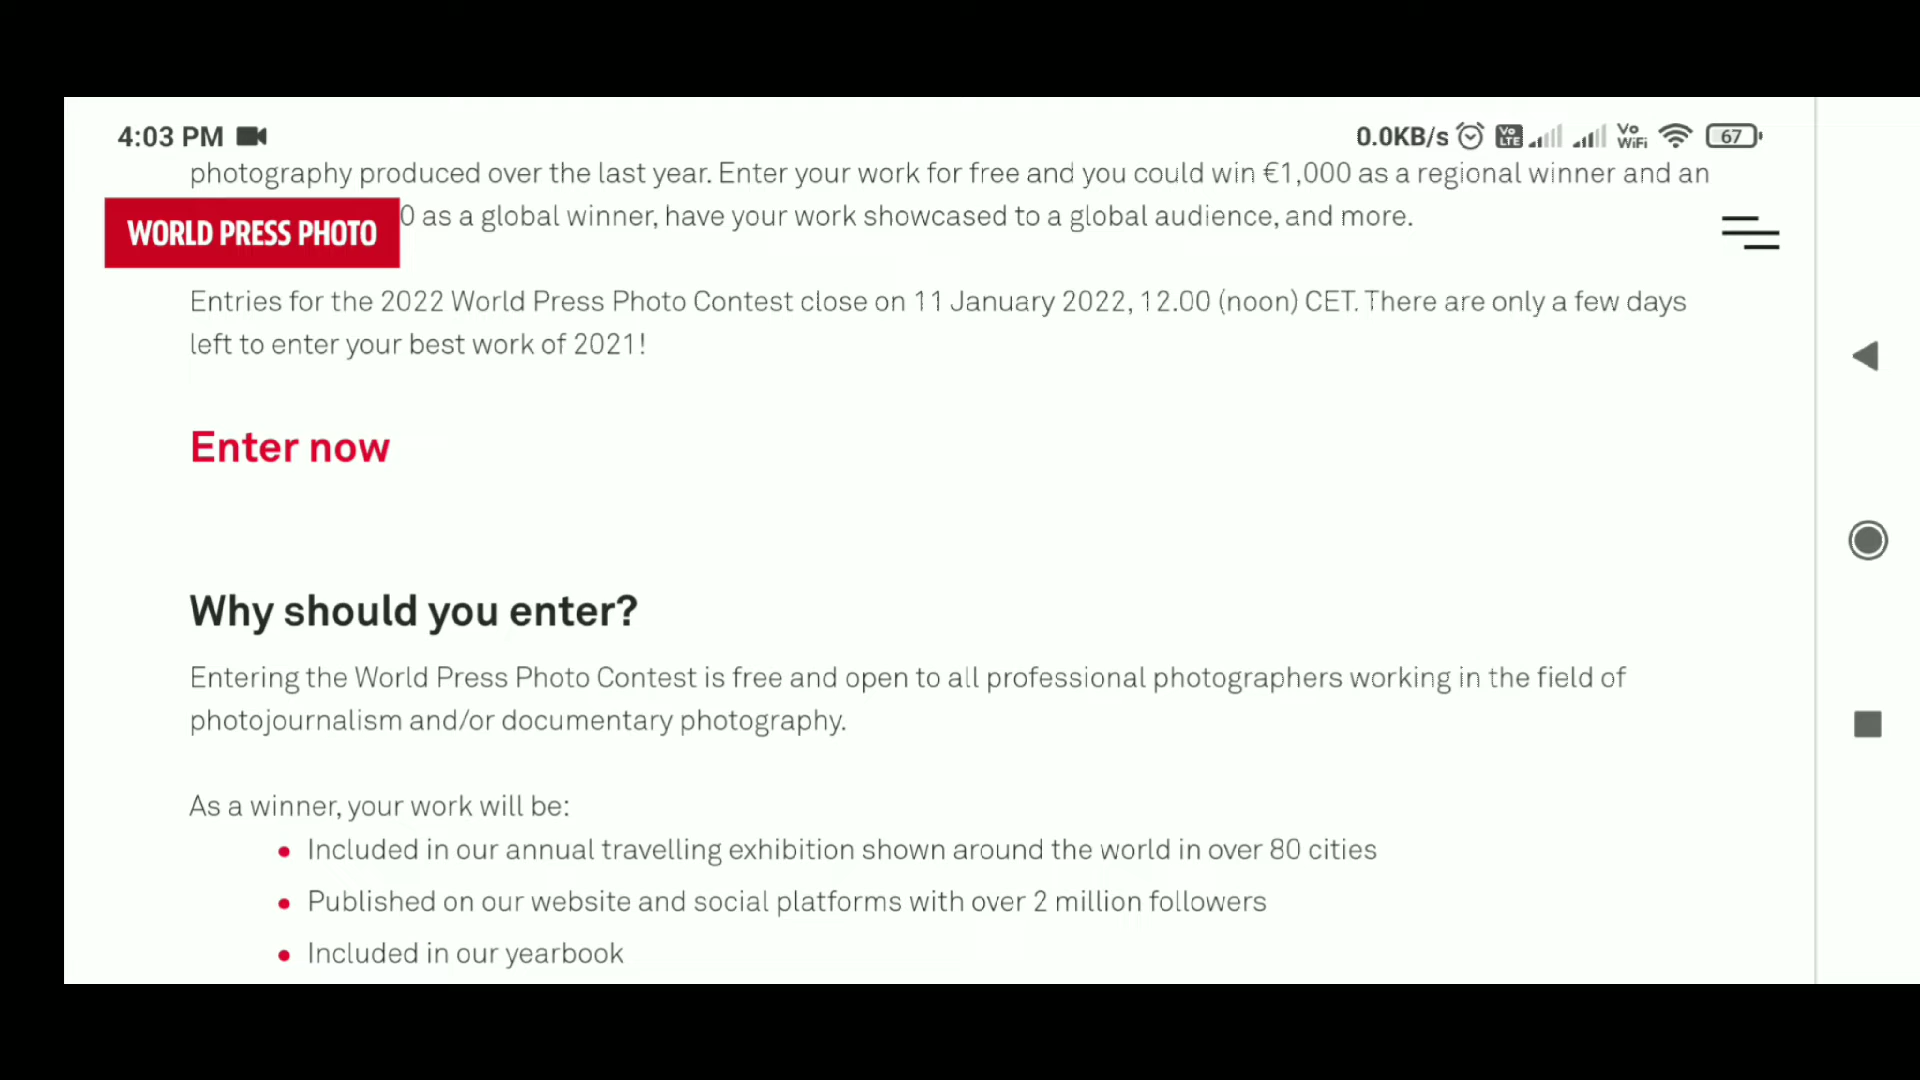 4:03 PM
0.0KB/s Vo LTE Vo WiFi 67
photography produced over the last year. Enter your work for free and you could win €1,000 as a regional winner and an
WORLD PRESS PHOTO
0 as a global winner, have your work showcased to a global audience, and more.
Entries for the 2022 World Press Photo Contest close on 11 January 2022, 12.00 (noon) CET. There are only a few days
left to enter your best work of 2021!
Enter now
Why should you enter?
Entering the World Press Photo Contest is free and open to all professional photographers working in the field of
photojournalism and/or documentary photography.
As a winner, your work will be:
Included in our annual travelling exhibition shown around the world in over 80 cities
Published on our website and social platforms with over 2 million followers
Included in our yearbook